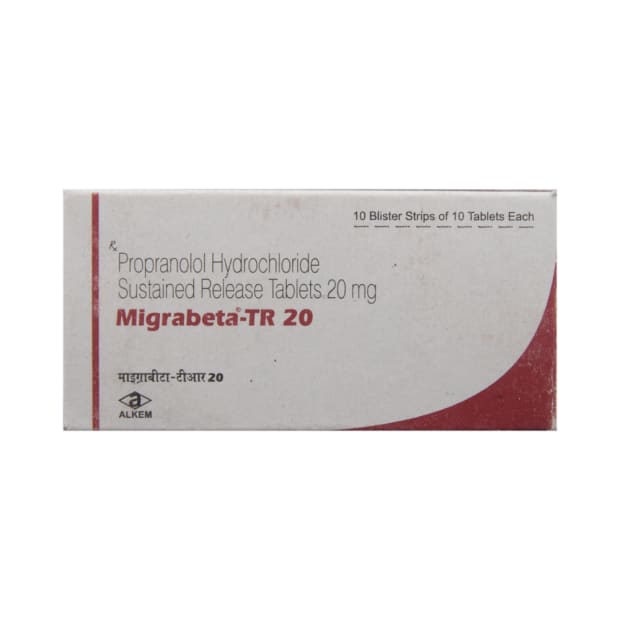 10 Blister Strips of 10 Tablets Each
Rx
Propranolol Hydrochloride
Sustained Release Tablets 20 mg
Migrabeta®-TR 20
माइग्राबीटा-टीआर 20
a
ALKEM